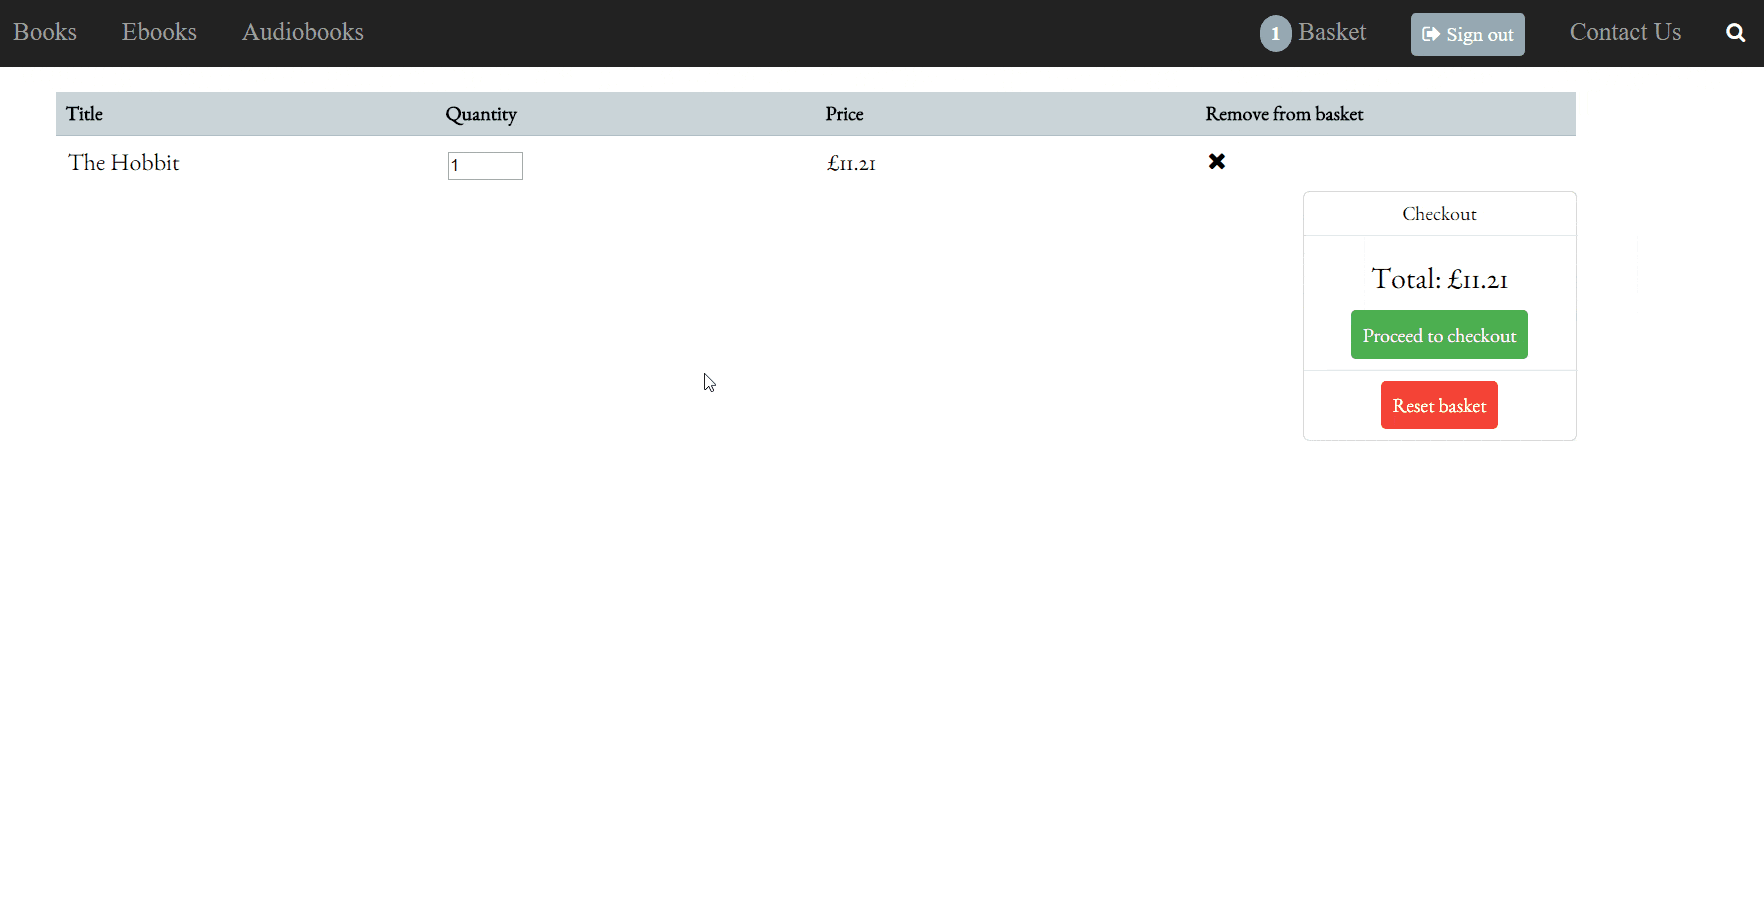 Books Ebooks Audiobooks 1 Basket Sign out Contact Us
Title Quantity Price Remove from basket
The Hobbit 1 £11.21
Checkout
Total: £11.21
Proceed to checkout
Reset basket